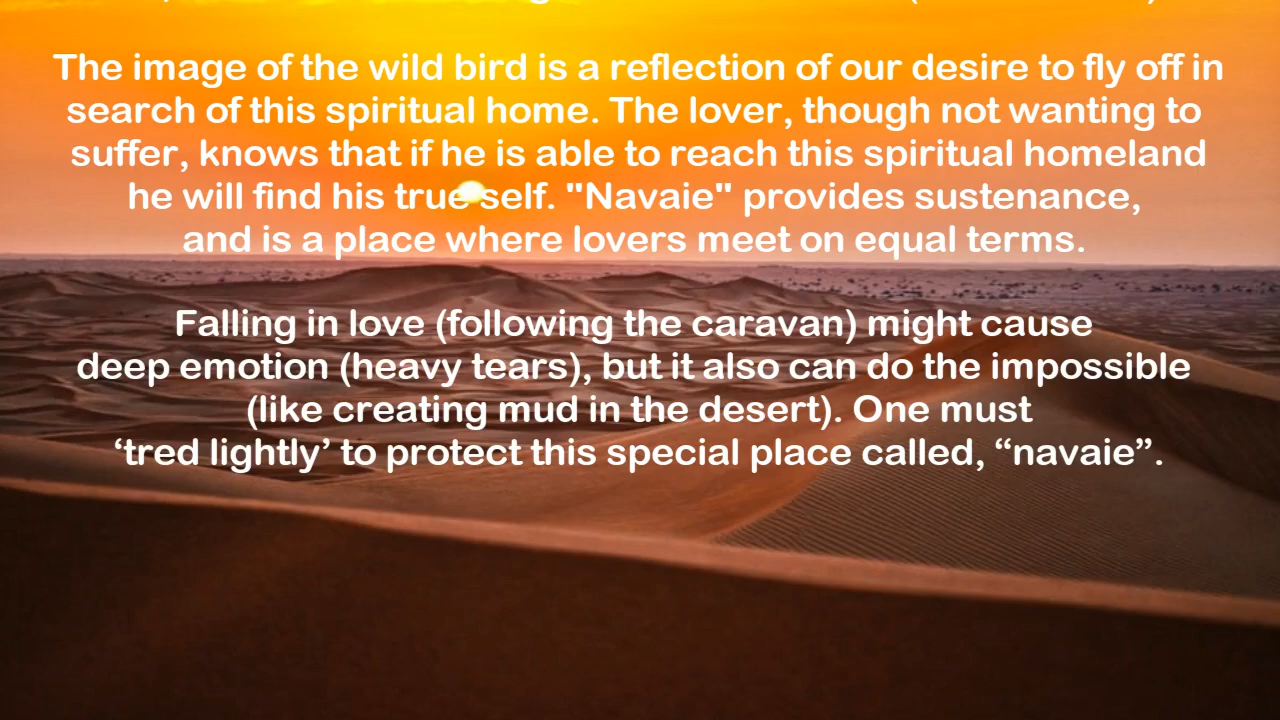 The image of the wild bird is a reflection of our desire to fly off in
search of this spiritual home. The lover, though not wanting to
suffer, knows that if he is able to reach this spiritual homeland
he will find his true self. "Navaie" provides sustenance,
and is a place where lovers meet on equal terms.
Falling in love (following the caravan) might cause
deep emotion (heavy tears), but it also can do the impossible
(like creating mud in the desert). One must
‘tred lightly’ to protect this special place called, “navaie”.